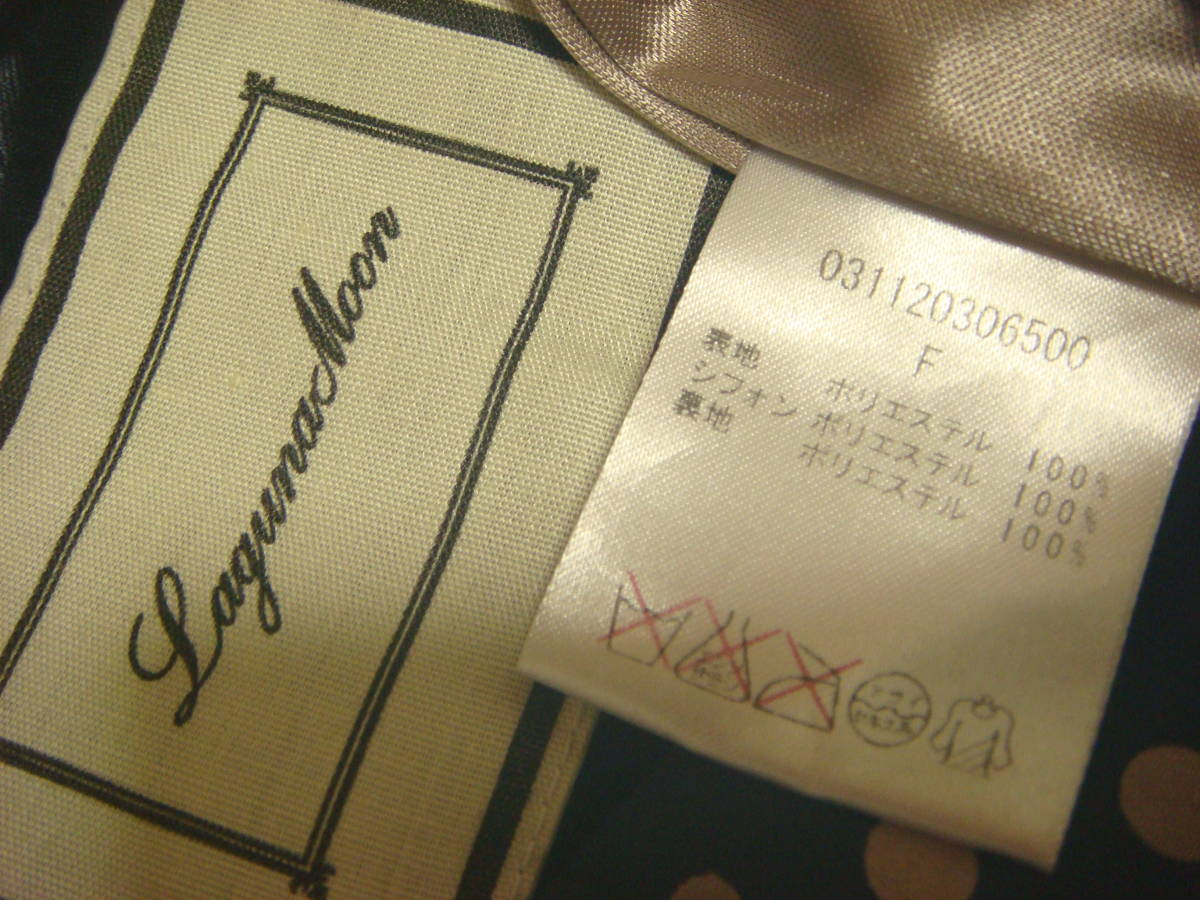 LagunaMoon
031120306500
F
表地 ポリエステル 100%
シフォン ポリエステル 100%
裏地 ポリエステル 100%